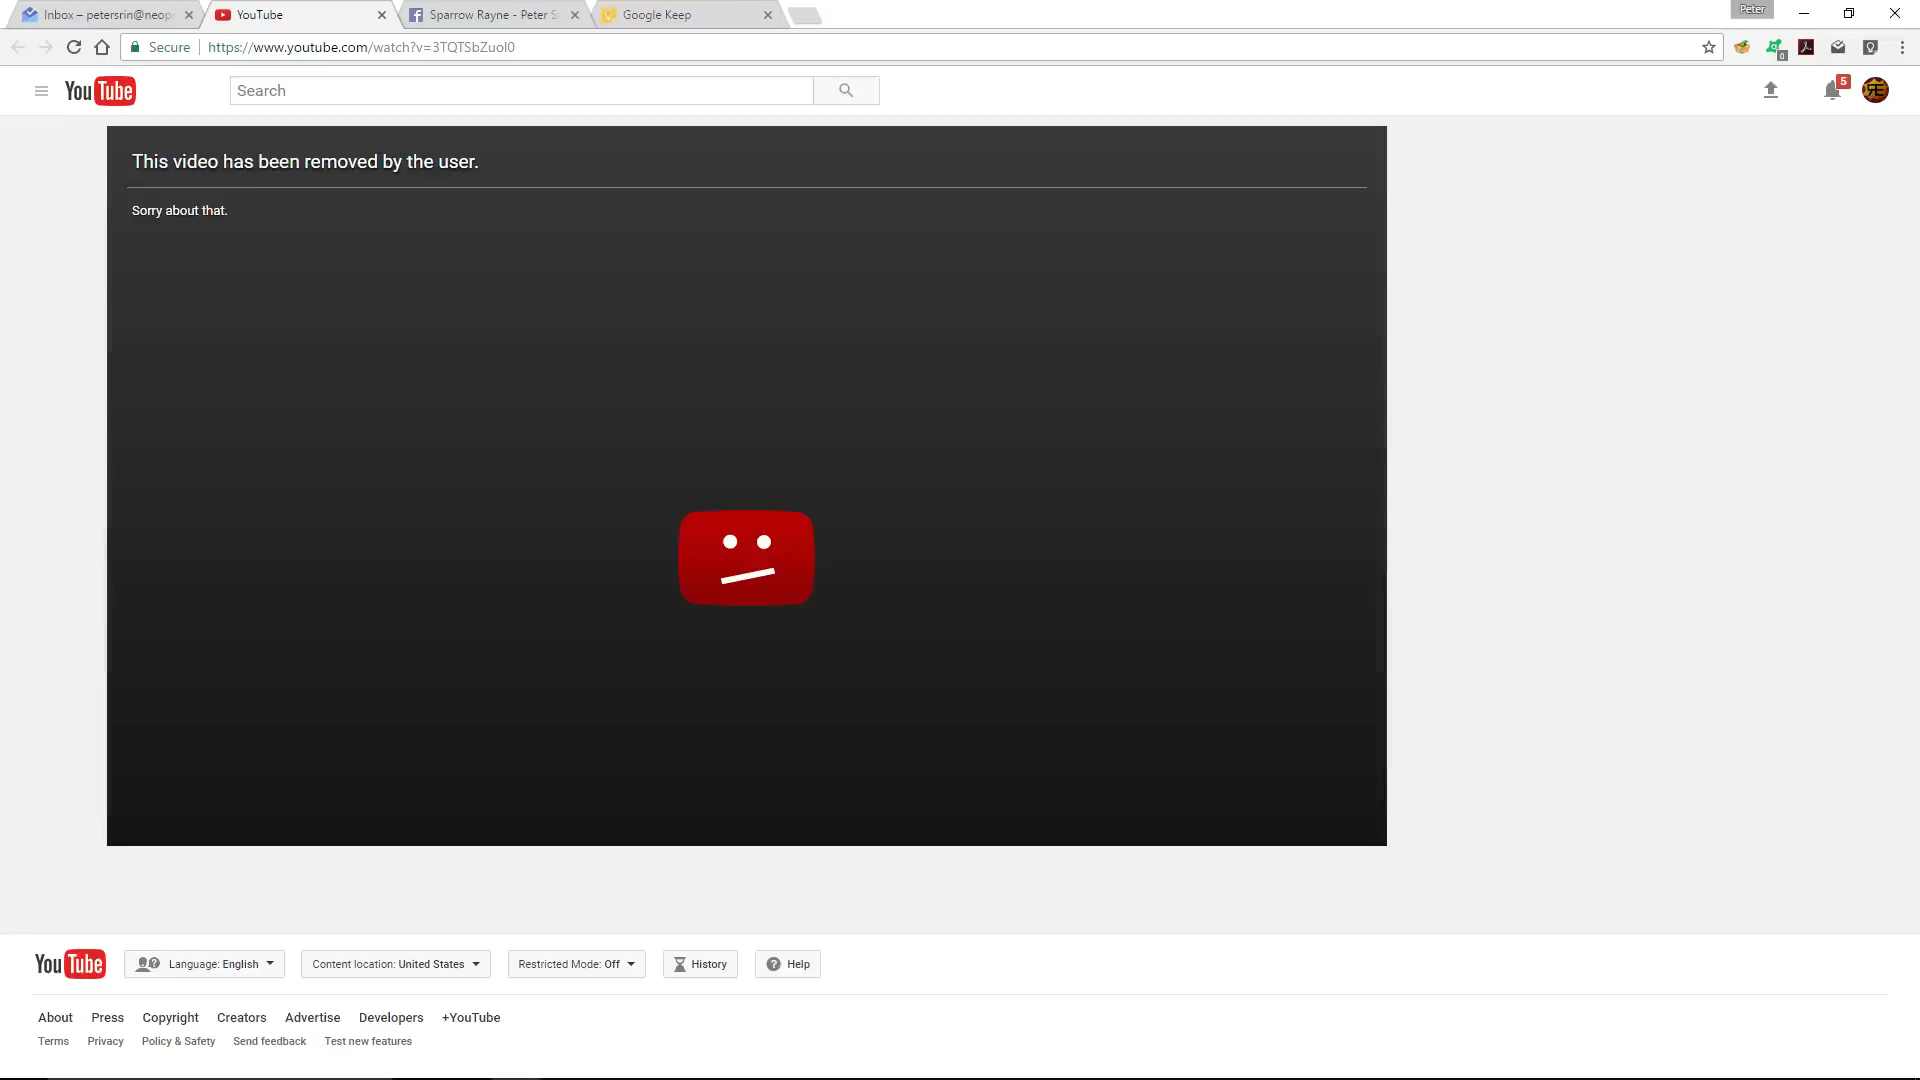 Inbox – petersrin@neop
YouTube
Sparrow Rayne - Peter S
Google Keep
Peter
Secure
https://www.youtube.com/watch?v=3TQTSbZuoI0
0
YouTube
Search
5
This video has been removed by the user.
Sorry about that.
YouTube
Language: English
Content location: United States
Restricted Mode: Off
History
Help
About Press Copyright Creators Advertise Developers +YouTube
Terms Privacy Policy & Safety Send feedback Test new features